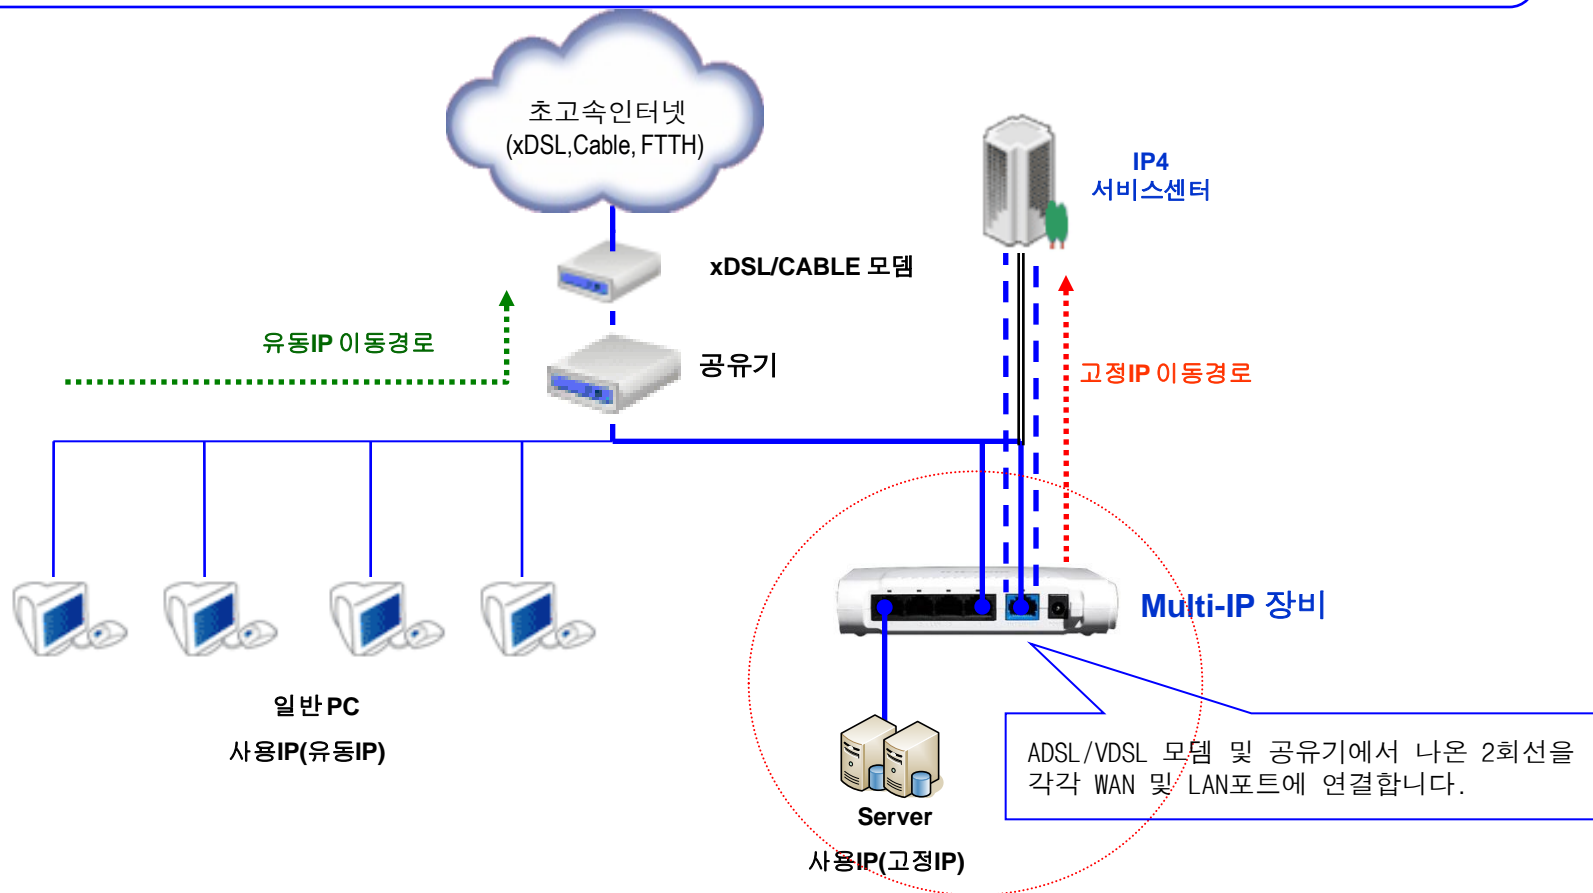 초고속인터넷
(xDSL,Cable, FTTH)
IP4
서비스센터
xDSL/CABLE 모뎀
유동IP 이동경로
공유기
고정IP 이동경로
Multi-IP 장비
일반 PC
사용IP(유동IP)
ADSL/VDSL 모뎀 및 공유기에서 나온 2회선을
각각 WAN 및 LAN포트에 연결합니다.
Server
사용IP(고정IP)